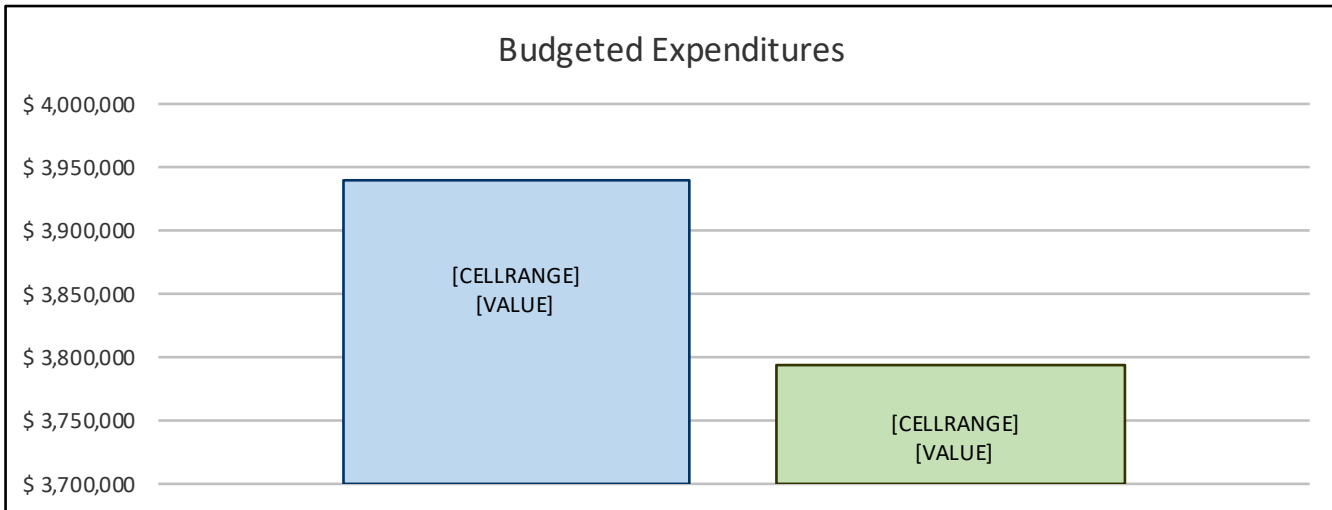 Budgeted Expenditures
$ 4,000,000
$ 3,950,000
$ 3,900,000
$ 3,850,000
$ 3,800,000
$ 3,750,000
$ 3,700,000
[CELLRANGE]
[VALUE]
[CELLRANGE]
[VALUE]